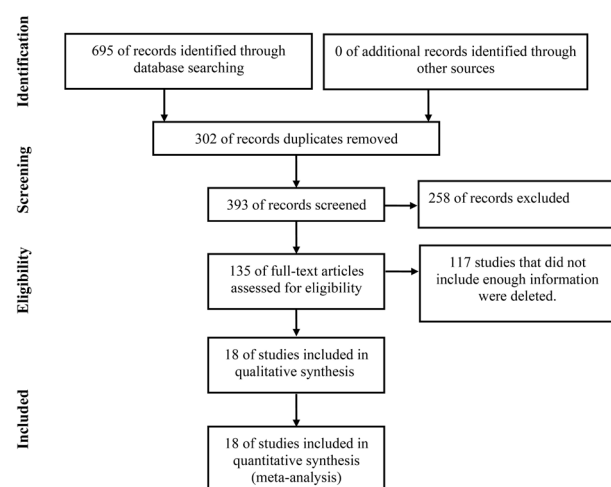 Identification
695 of records identified through
database searching
0 of additional records identified through
other sources
302 of records duplicates removed
Screening
393 of records screened
258 of records excluded
Eligibility
135 of full-text articles
assessed for eligibility
117 studies that did not
include enough information
were deleted.
18 of studies included in
qualitative synthesis
Included
18 of studies included in
quantitative synthesis
(meta-analysis)